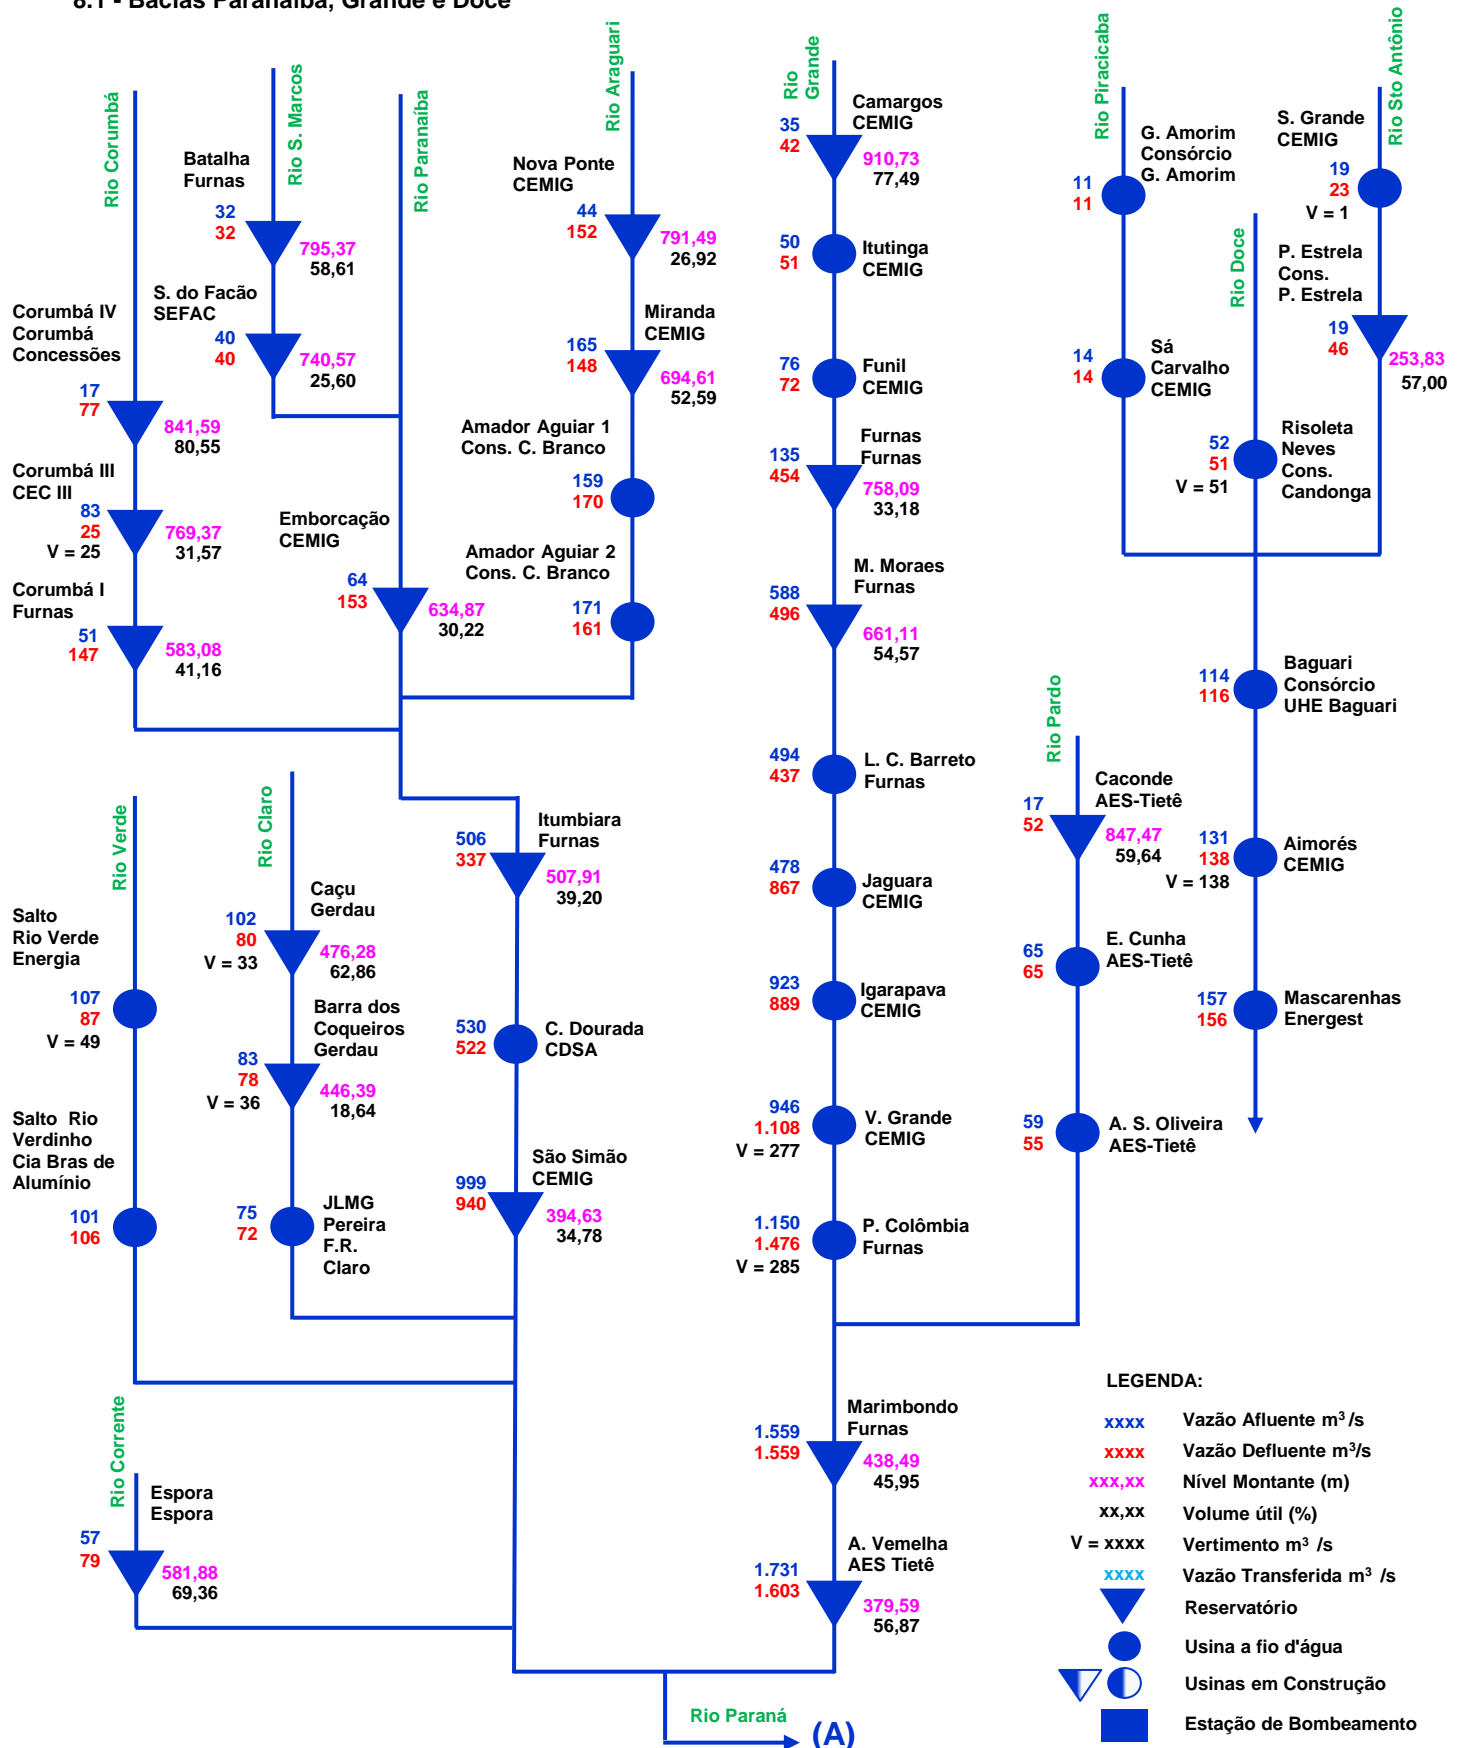 8.1 - Bacias Paranaíba, Grande e Doce
Rio Corumbá
Corumbá IV
Corumbá
Concessões
17
77
841,59
80,55
Corumbá III
CEC III
83
25
V = 25
769,37
31,57
Corumbá I
Furnas
51
147
583,08
41,16
Rio S. Marcos
Batalha
Furnas
32
32
795,37
58,61
S. do Facão
SEFAC
40
40
740,57
25,60
Rio Paranaíba
Emborcação
CEMIG
64
153
634,87
30,22
Rio Araguari
Nova Ponte
CEMIG
44
152
791,49
26,92
Miranda
CEMIG
165
148
694,61
52,59
Amador Aguiar 1
Cons. C. Branco
159
170
Amador Aguiar 2
Cons. C. Branco
171
161
Rio Verde
Salto
Rio Verde
Energia
107
87
V = 49
Salto Rio
Verdinho
Cia Bras de
Alumínio
101
106
Rio Claro
Caçu
Gerdau
102
80
V = 33
476,28
62,86
Barra dos
Coqueiros
Gerdau
83
78
V = 36
446,39
18,64
JLMG
Pereira
F.R.
Claro
75
72
Itumbiara
Furnas
506
337
507,91
39,20
C. Dourada
CDSA
530
522
São Simão
CEMIG
999
940
394,63
34,78
Rio Corrente
Espora
Espora
57
79
581,88
69,36
Rio
Grande
Camargos
CEMIG
35
42
910,73
77,49
50
51
Itutinga
CEMIG
76
72
Funil
CEMIG
Furnas
Furnas
135
454
758,09
33,18
M. Moraes
Furnas
588
496
661,11
54,57
494
437
L. C. Barreto
Furnas
478
867
Jaguara
CEMIG
923
889
Igarapava
CEMIG
946
1.108
V = 277
V. Grande
CEMIG
1.150
1.476
V = 285
P. Colômbia
Furnas
Rio Pardo
Caconde
AES-Tietê
17
52
847,47
59,64
65
65
E. Cunha
AES-Tietê
59
55
A. S. Oliveira
AES-Tietê
Marimbondo
Furnas
1.559
1.559
438,49
45,95
A. Vemelha
AES Tietê
1.731
1.603
379,59
56,87
Rio Paraná
(A)
Rio Piracicaba
G. Amorim
Consórcio
G. Amorim
11
11
14
14
Sá
Carvalho
CEMIG
Rio Doce
52
51
V = 51
Risoleta
Neves
Cons.
Candonga
Rio Sto Antônio
S. Grande
CEMIG
19
23
V = 1
P. Estrela
Cons.
P. Estrela
19
46
253,83
57,00
114
116
Baguari
Consórcio
UHE Baguari
131
138
V = 138
Aimorés
CEMIG
157
156
Mascarenhas
Energest
LEGENDA:
xxxx Vazão Afluente m³/s
xxxx Vazão Defluente m³/s
xxx,xx Nível Montante (m)
xx,xx Volume útil (%)
V = xxxx Vertimento m³ /s
xxxx Vazão Transferida m³ /s
Reservatório
Usina a fio d'água
Usinas em Construção
Estação de Bombeamento